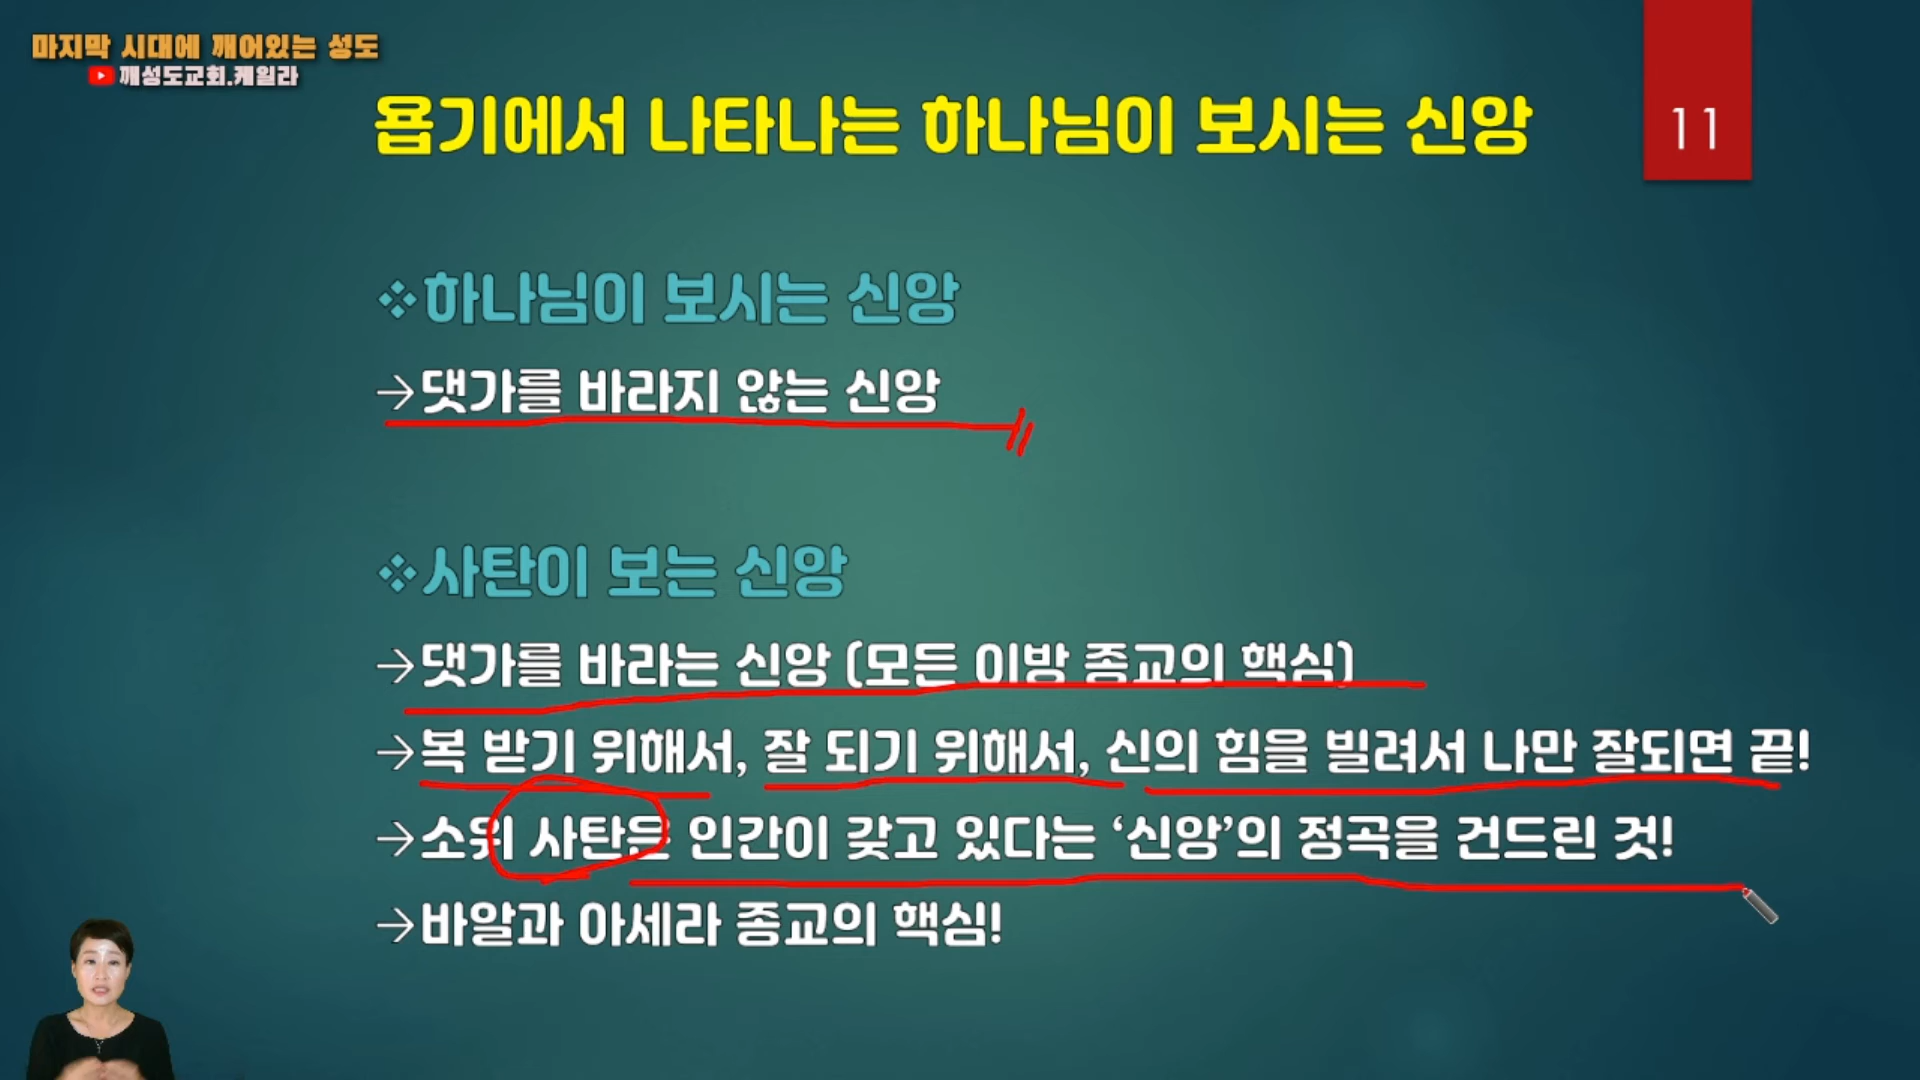 마지막 시대에 깨어있는 성도
깨성도교회.케일라
욥기에서 나타나는 하나님이 보시는 신앙
11
❖하나님이 보시는 신앙
→댓가를 바라지 않는 신앙
❖사탄이 보는 신앙
→댓가를 바라는 신앙 (모든 이방 종교의 핵심)
→복 받기 위해서, 잘 되기 위해서, 신의 힘을 빌려서 나만 잘되면 끝!
→소위 사탄은 인간이 갖고 있다는 ‘신앙’의 정곡을 건드린 것!
→바알과 아세라 종교의 핵심!